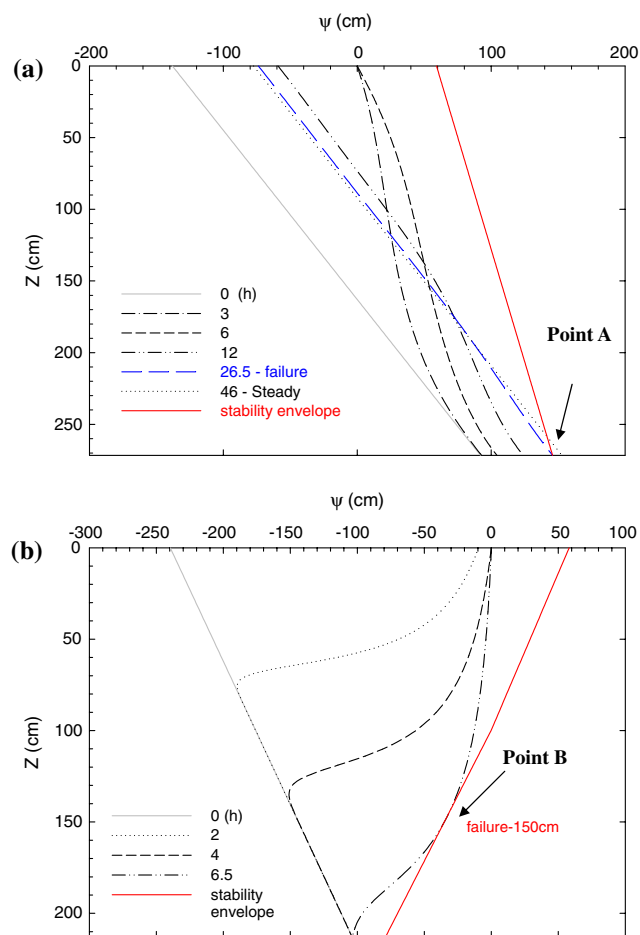 ψ (cm)
-200 -100 0 100 200
(a)
0
50
100
150
200
250
Z (cm)
0 (h)
3
6
12
26.5 - failure
46 - Steady
stability envelope
Point A
ψ (cm)
-300 -250 -200 -150 -100 -50 0 50 100
(b)
0
50
100
150
200
Z (cm)
0 (h)
2
4
6.5
stability
envelope
Point B
failure-150cm